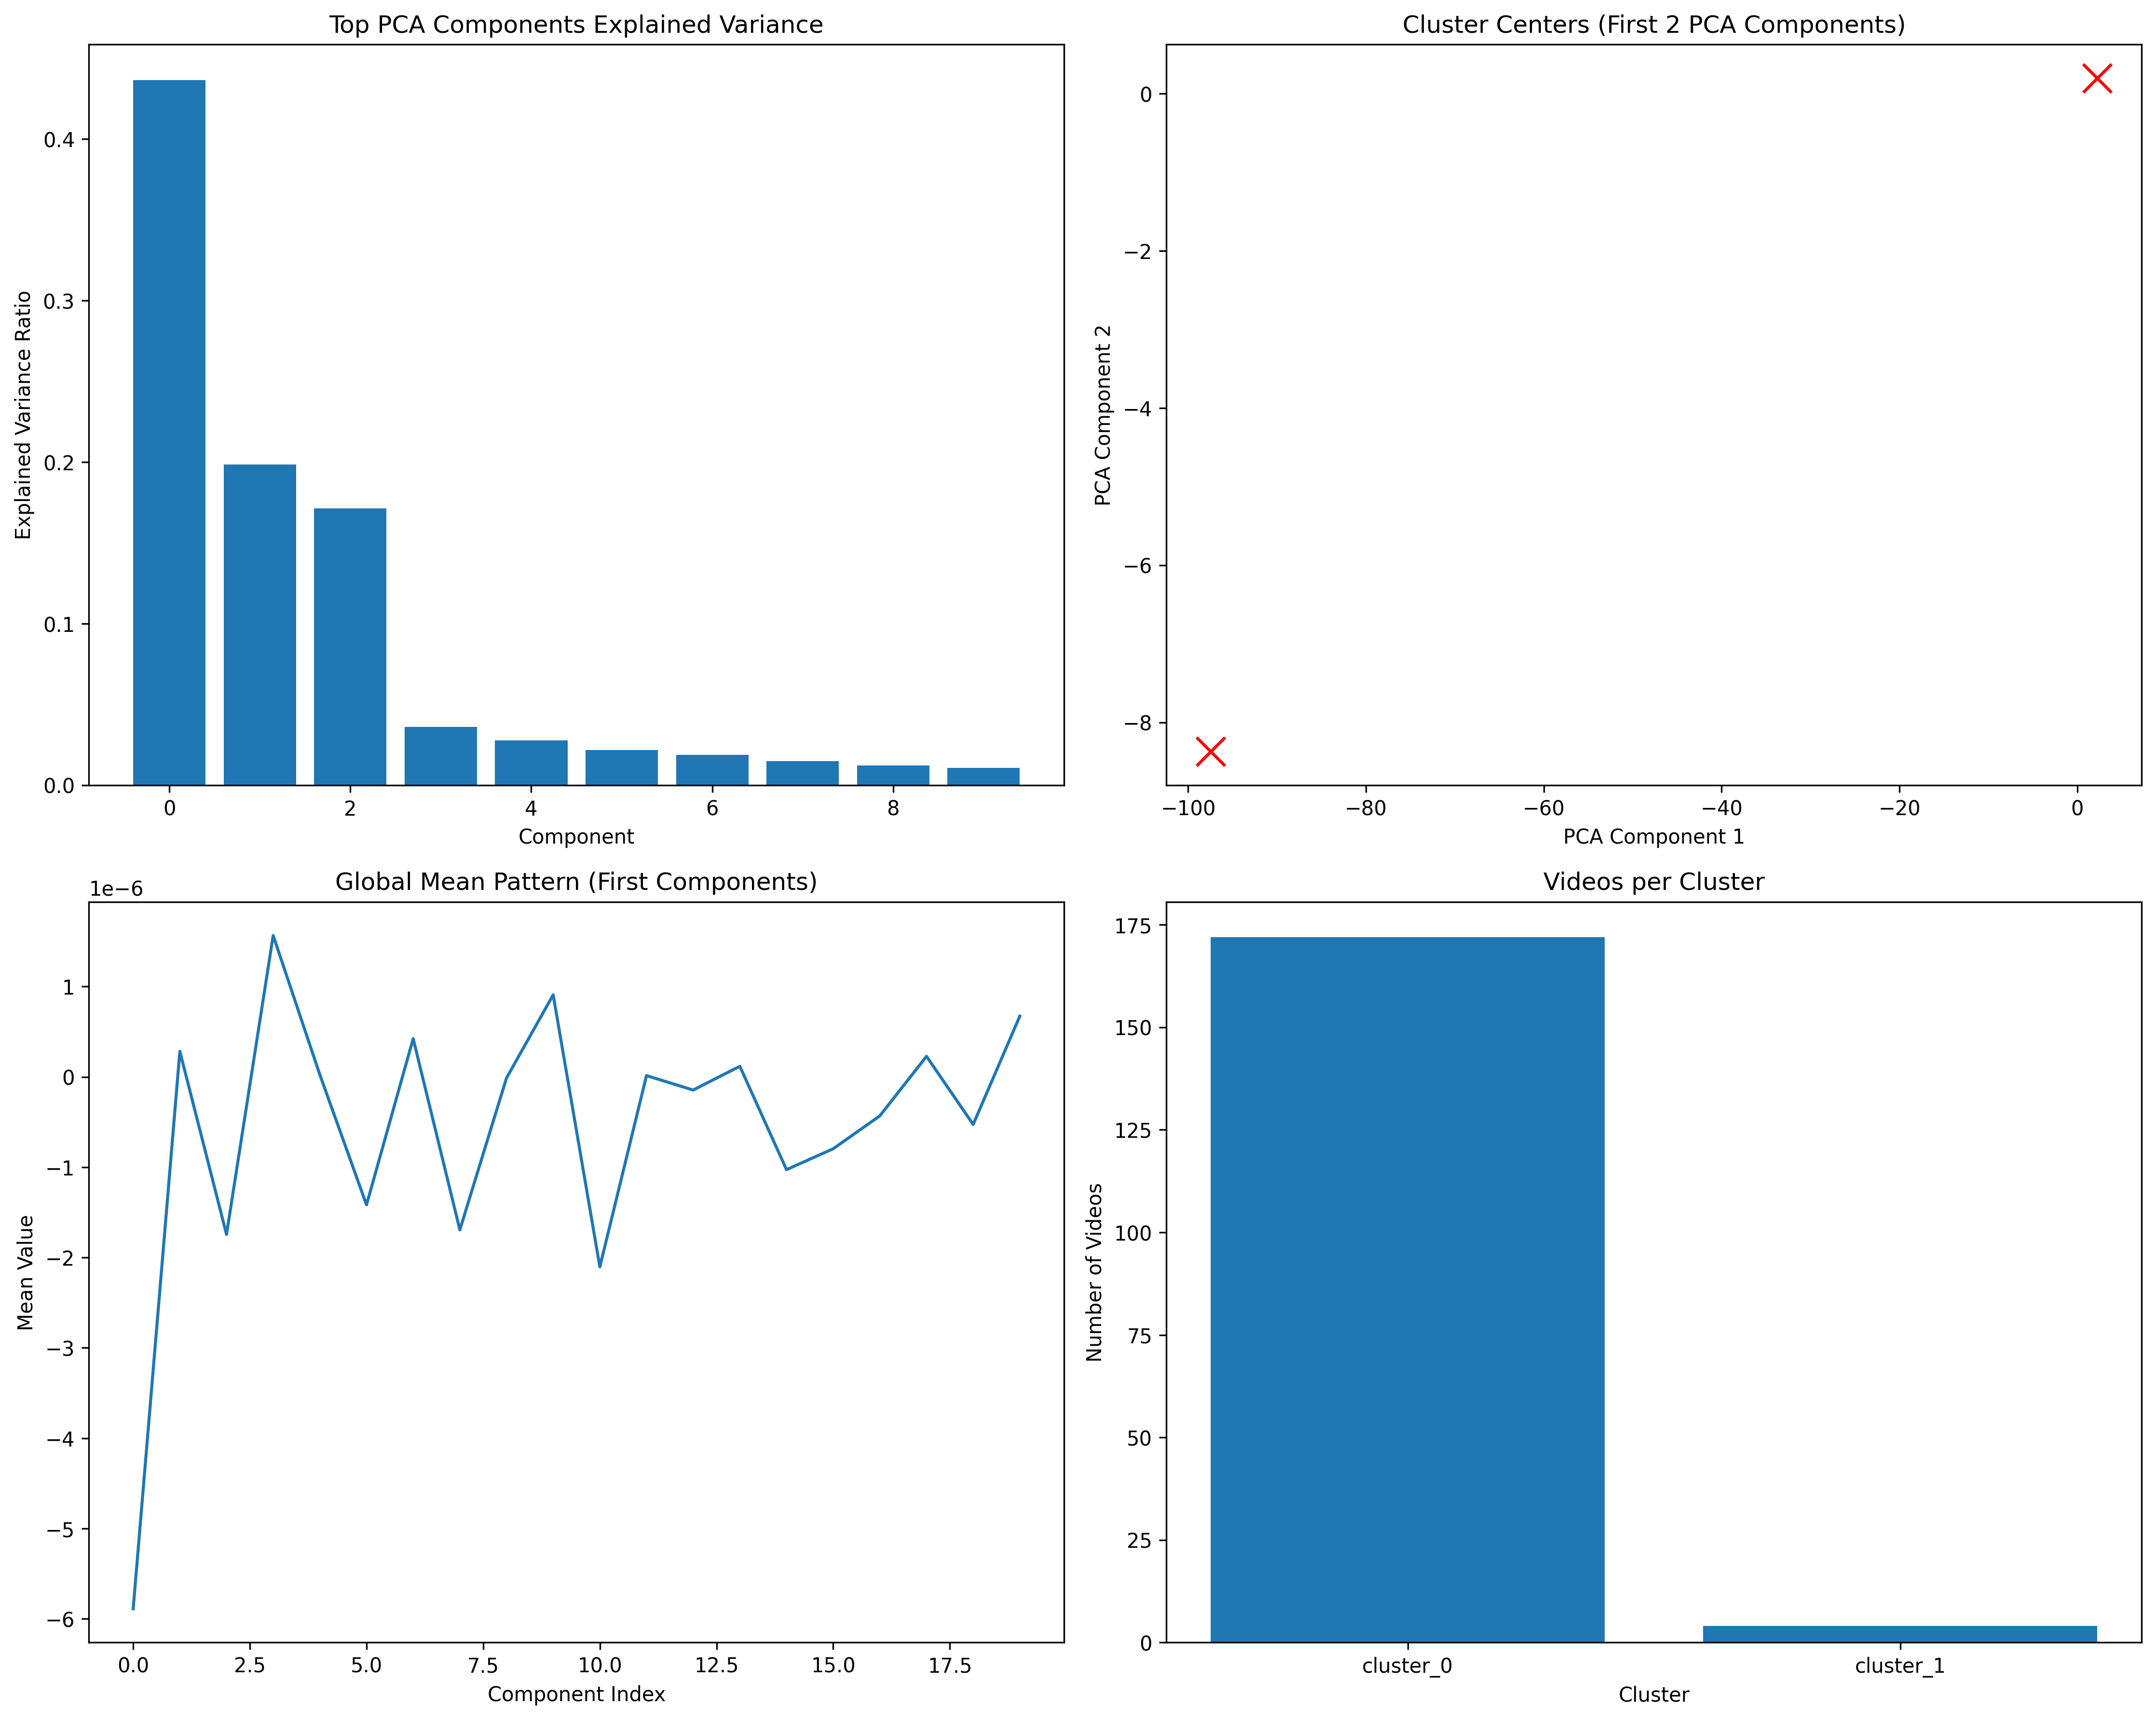 Top PCA Components Explained Variance
Explained Variance Ratio
0.4
0.3
0.2
0.1
0.0
0 2 4 6 8
Component
Cluster Centers (First 2 PCA Components)
PCA Component 2
0
−2
−4
−6
−8
−100 −80 −60 −40 −20 0
PCA Component 1
Global Mean Pattern (First Components)
1e−6
Mean Value
1
0
−1
−2
−3
−4
−5
−6
0.0 2.5 5.0 7.5 10.0 12.5 15.0 17.5
Component Index
Videos per Cluster
Number of Videos
175
150
125
100
75
50
25
0
cluster_0 cluster_1
Cluster